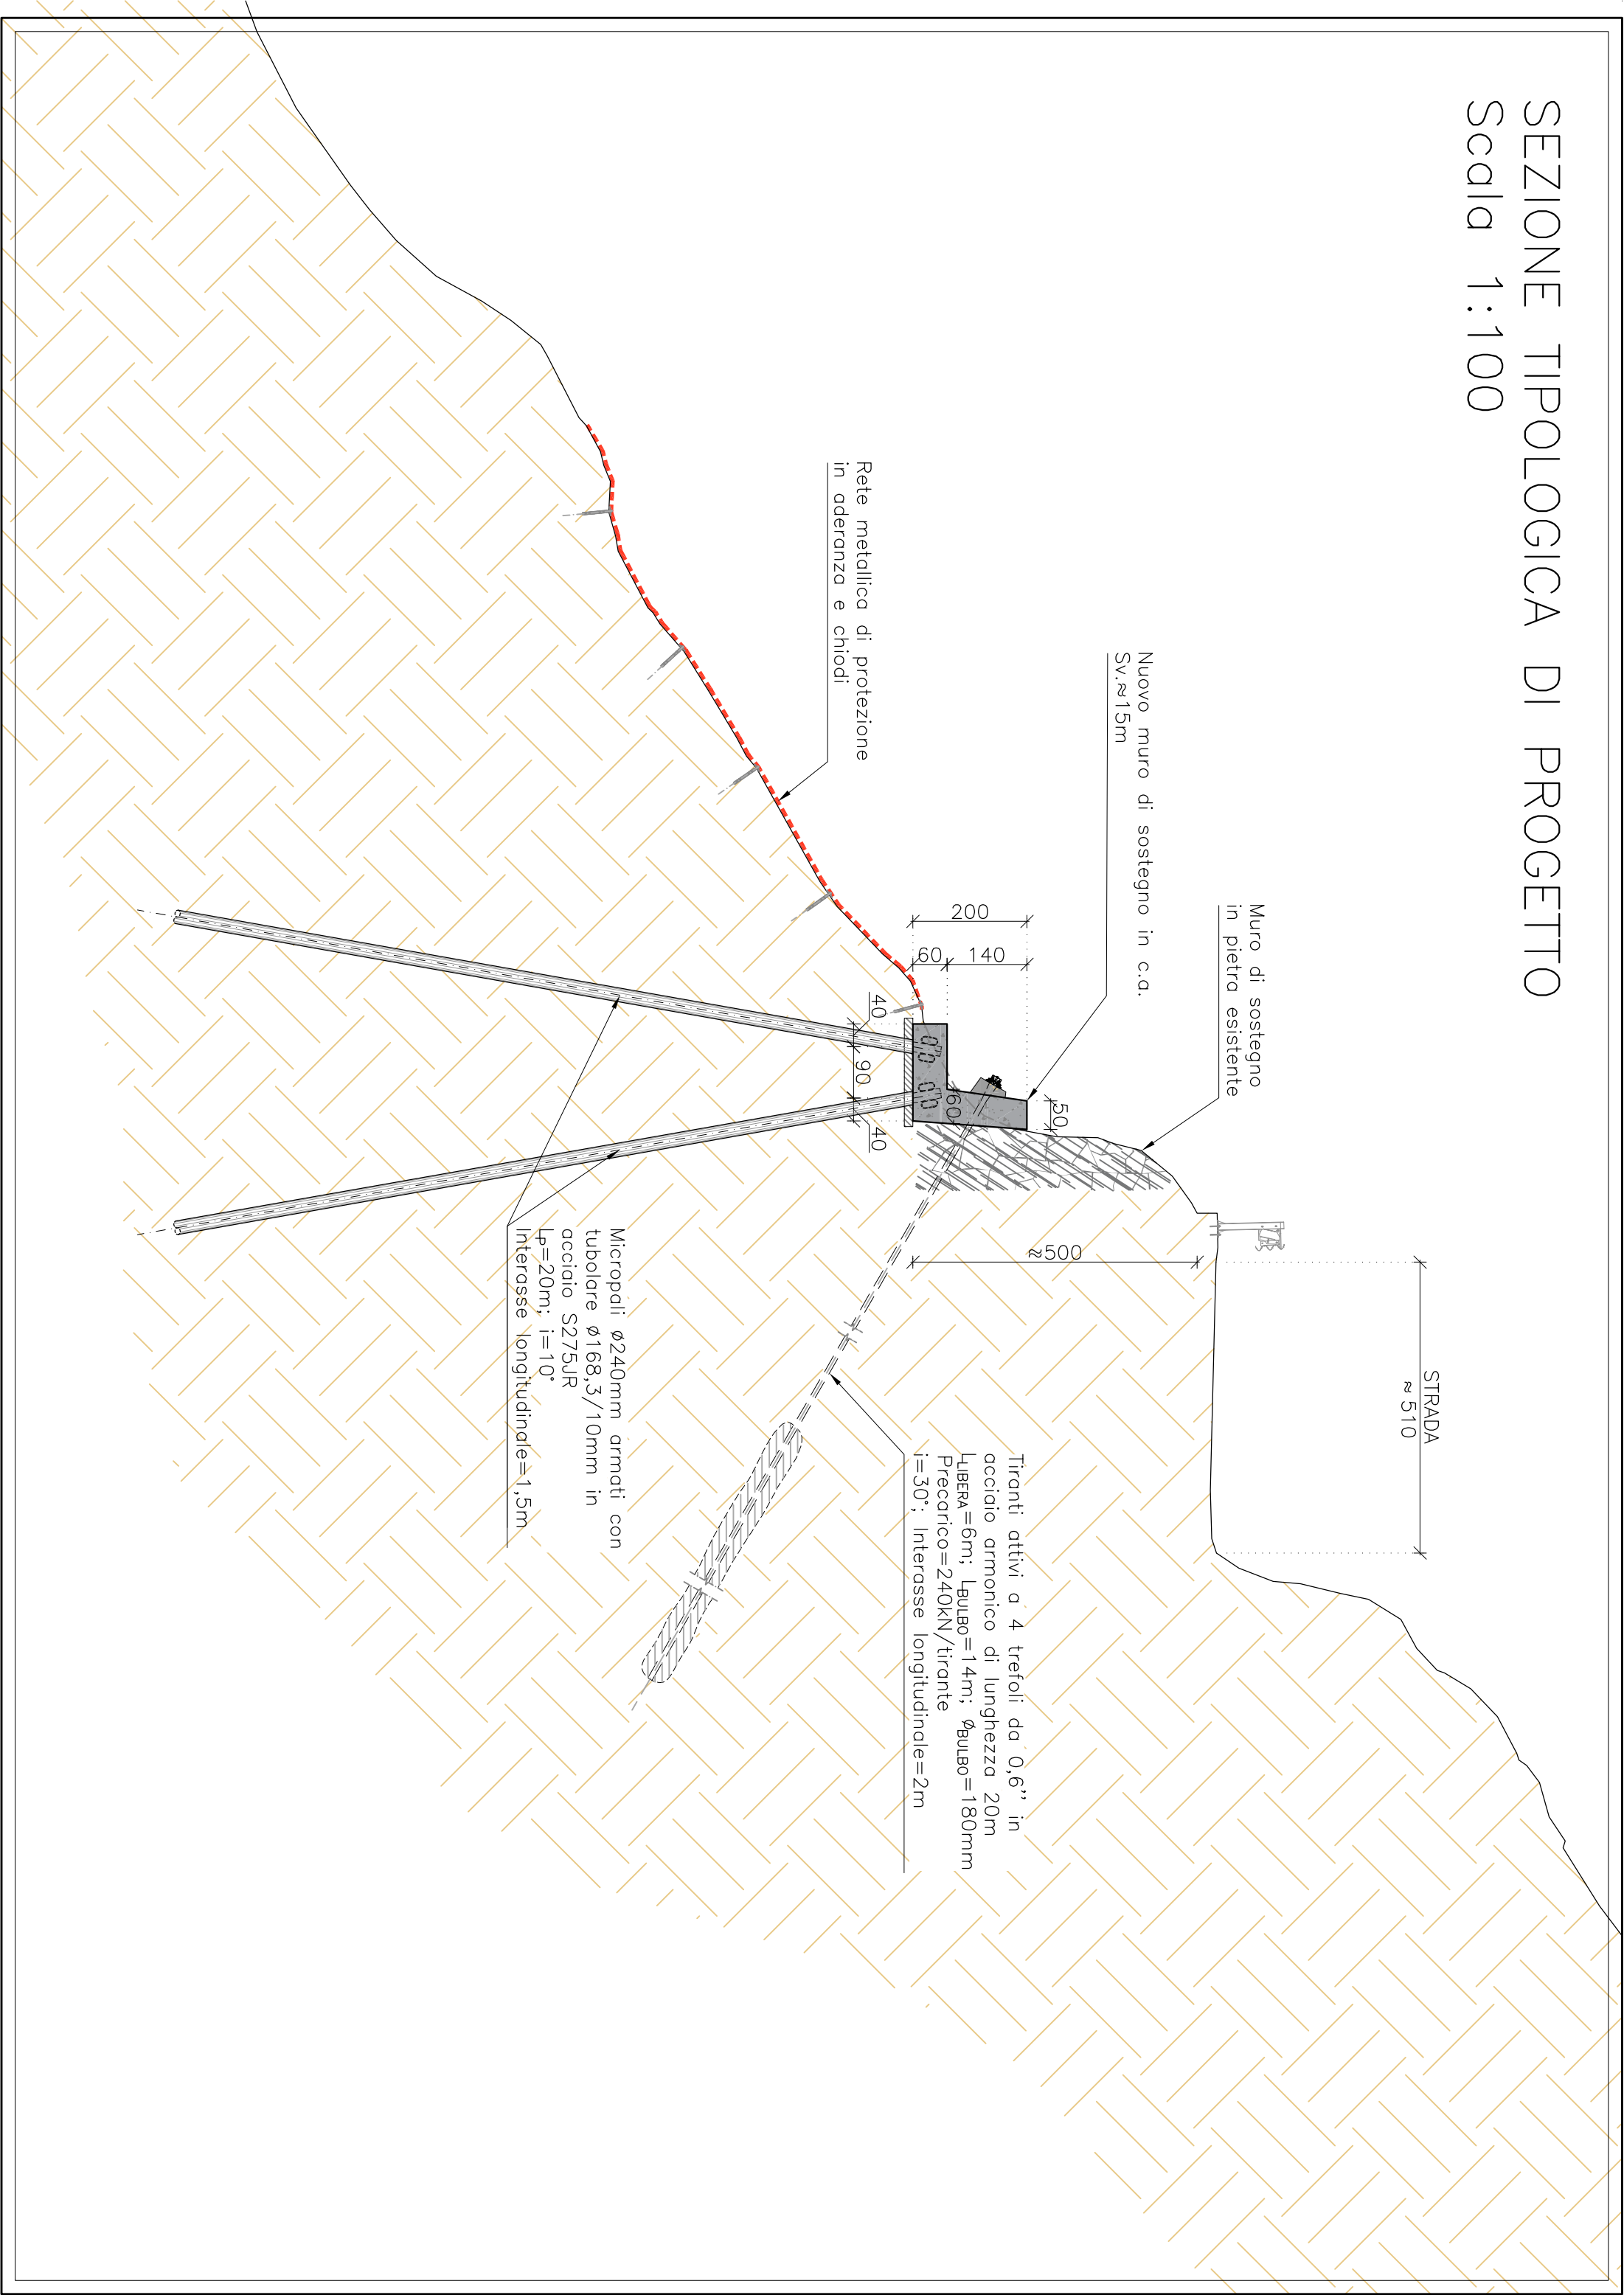 SEZIONE TIPOLOGICA DI PROGETTO
Scala 1:100
STRADA
≈ 510
Muro di sostegno
in pietra esistente
Nuovo muro di sostegno in c.a.
Sv.≈15m
Rete metallica di protezione
in aderanza e chiodi
200
60
140
50
60
40
90
40
≈500
Tiranti attivi a 4 trefoli da 0,6'' in
acciaio armonico di lunghezza 20m
LLIBERA=6m; LBULBO=14m; øBULBO=180mm
Precarico=240kN/tirante
i=30°; Interasse longitudinale=2m
Micropali ø240mm armati con
tubolare ø168,3/10mm in
acciaio S275JR
LP=20m; i=10°
Interasse longitudinale=1,5m